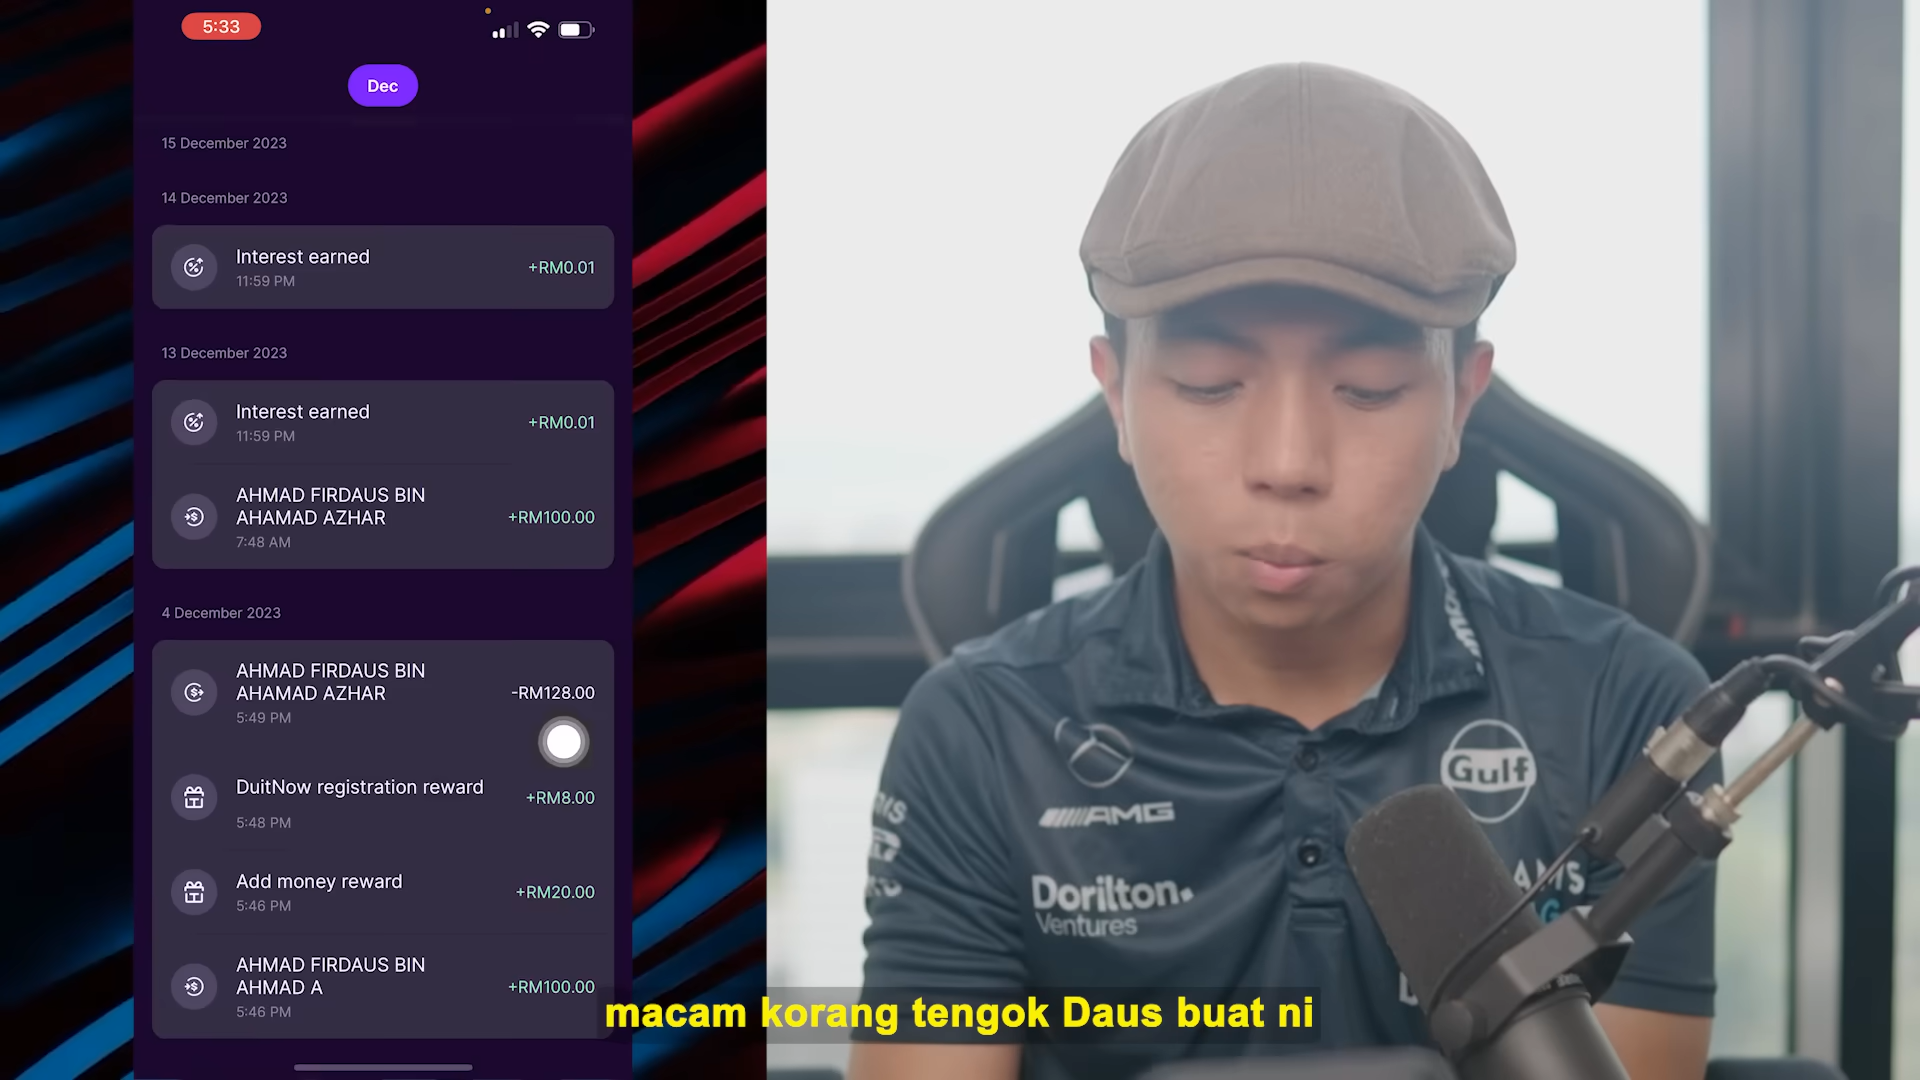 5:33
Dec
15 December 2023
14 December 2023
Interest earned
+RM0.01
11:59 PM
13 December 2023
Interest earned
+RM0.01
11:59 PM
AHMAD FIRDAUS BIN
AHAMAD AZHAR
+RM100.00
7:48 AM
4 December 2023
AHMAD FIRDAUS BIN
AHAMAD AZHAR
-RM128.00
5:49 PM
DuitNow registration reward
+RM8.00
5:48 PM
Add money reward
+RM20.00
5:46 PM
AHMAD FIRDAUS BIN
AHMAD A
+RM100.00
5:46 PM
Gulf
AMG
Dorilton.
Ventures
macam korang tengok Daus buat ni